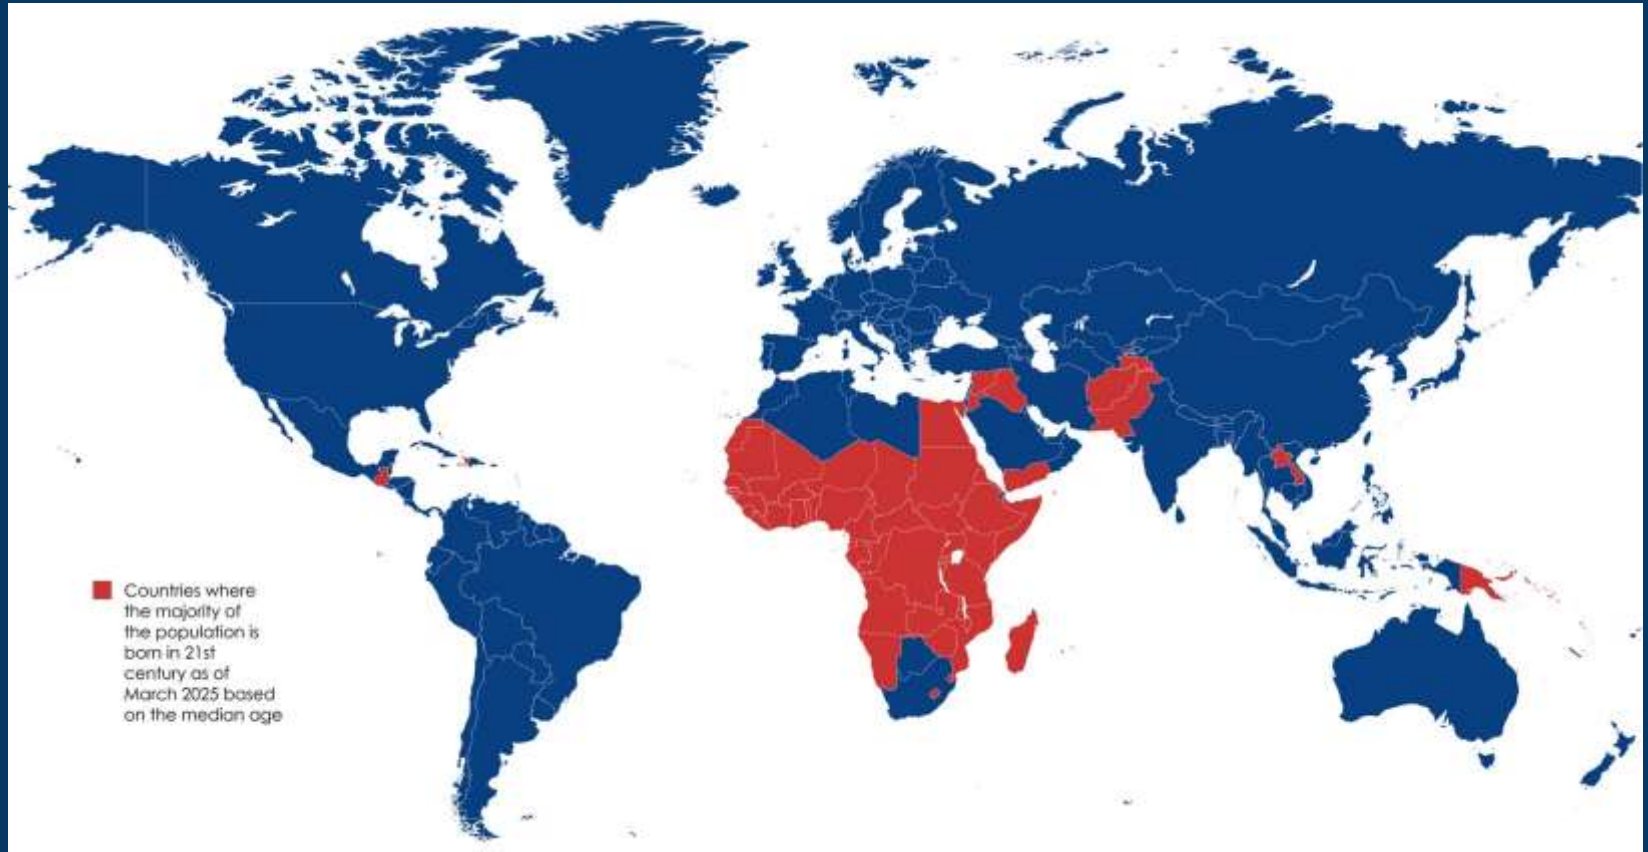 Countries where
the majority of
the population is
born in 21st
century as of
March 2025 based
on the median age